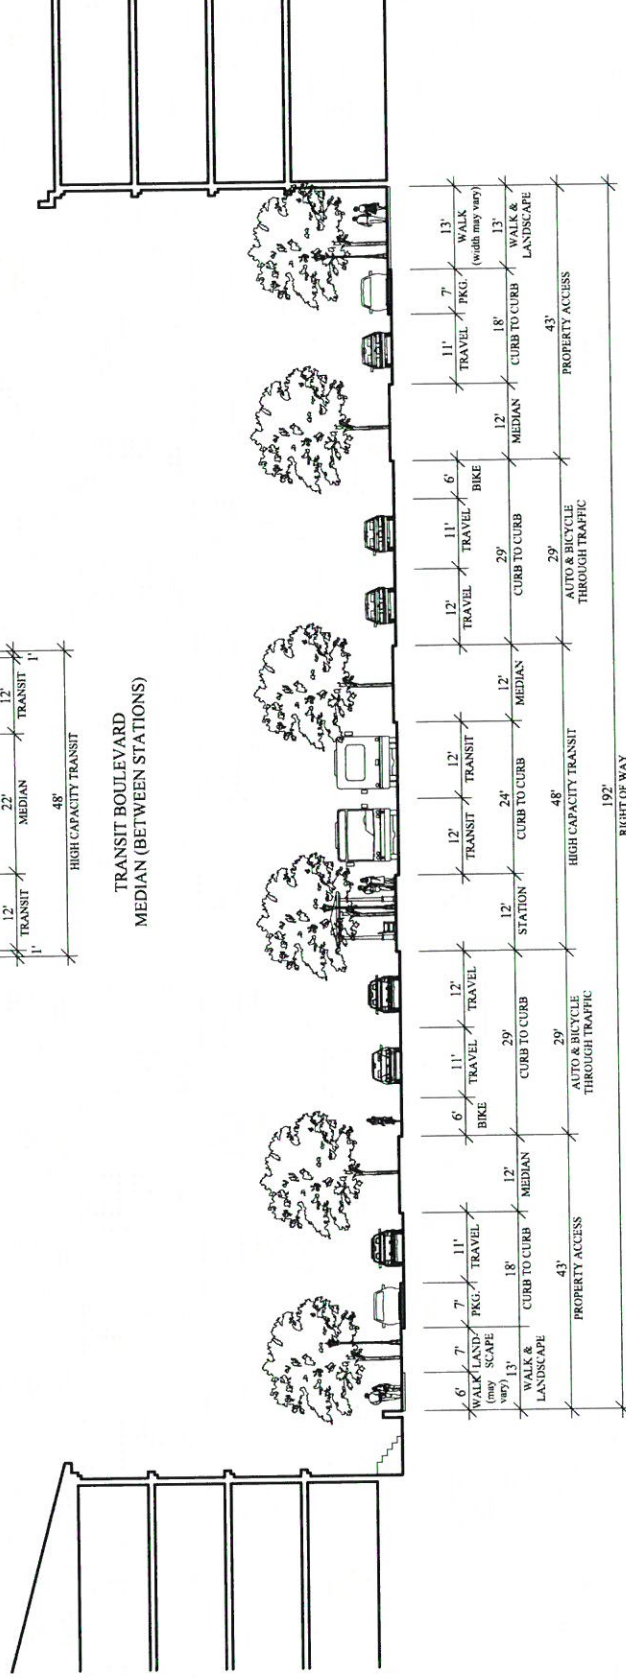 12' 22' 12'
TRANSIT MEDIAN TRANSIT
1' 1'
48'
HIGH CAPACITY TRANSIT
TRANSIT BOULEVARD
MEDIAN (BETWEEN STATIONS)
6' 7' 7' 11' 6' 11' 12' 12' 12' 12' 11' 6' 11' 7' 13'
WALK LAND- PKG. TRAVEL BIKE TRAVEL TRAVEL TRANSIT TRANSIT TRAVEL TRAVEL BIKE TRAVEL PKG. WALK
(may SCAPE (width may vary)
vary)
13' 18' 12' 29' 12' 24' 12' 29' 12' 18' 13'
WALK & CURB TO CURB MEDIAN CURB TO CURB STATION CURB TO CURB MEDIAN CURB TO CURB MEDIAN CURB TO CURB WALK &
LANDSCAPE LANDSCAPE
43' 29' 48' 29' 43'
PROPERTY ACCESS AUTO & BICYCLE HIGH CAPACITY TRANSIT AUTO & BICYCLE PROPERTY ACCESS
THROUGH TRAFFIC THROUGH TRAFFIC
192'
RIGHT OF WAY